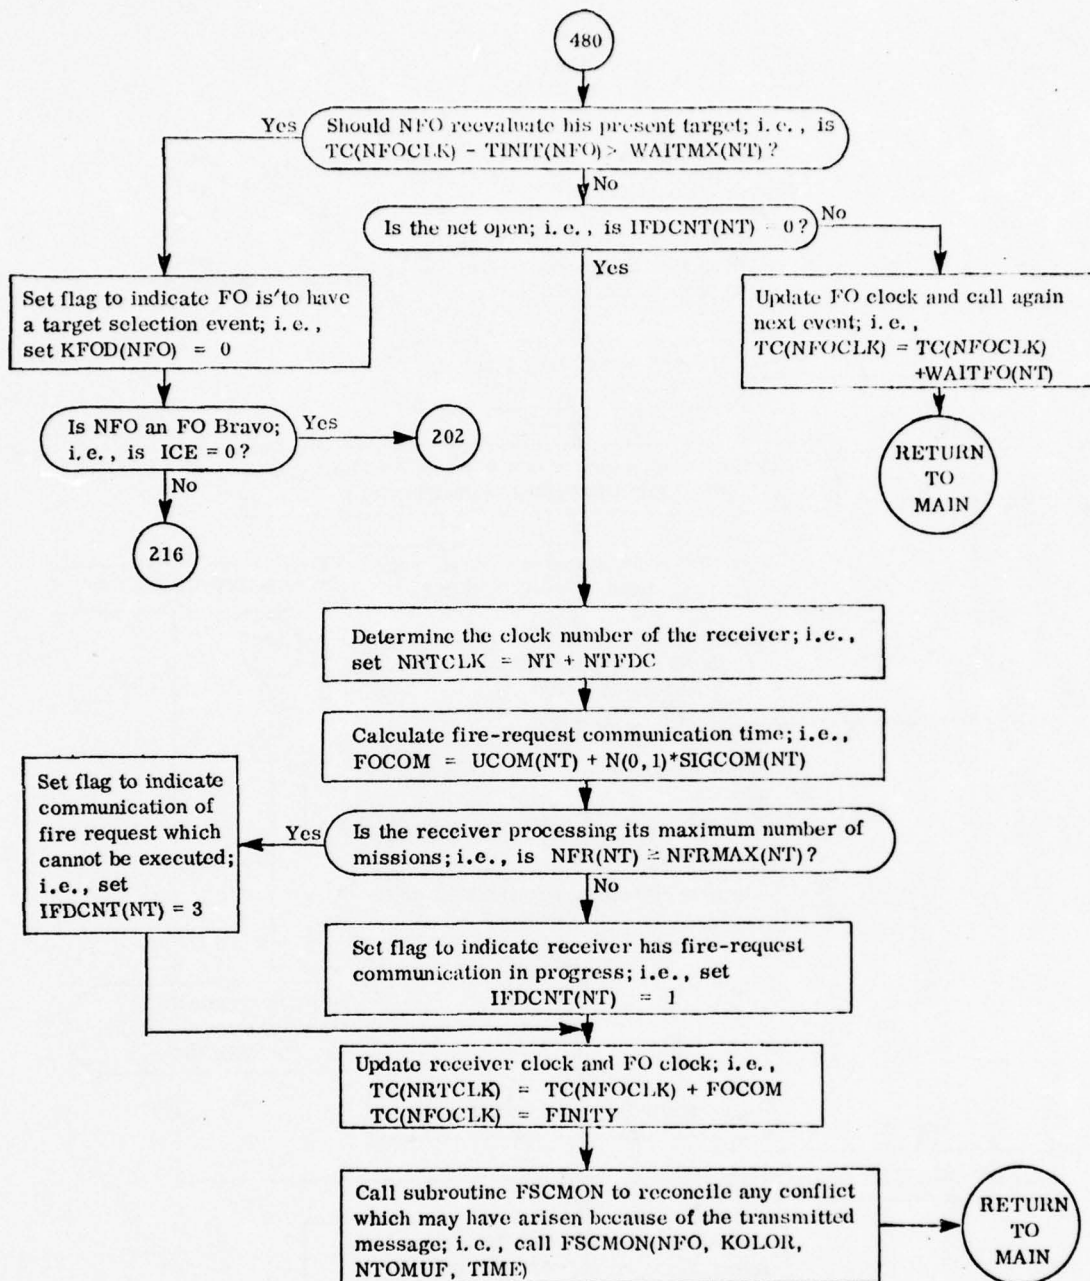 480
Should NFO reevaluate his present target; i.e., is
TC(NFOCLK) - TINIT(NFO) > WAITMX(NT)?
Yes
No
Is the net open; i.e., is IFDCNT(NT) = 0?
No
Yes
Set flag to indicate FO is to have
a target selection event; i.e.,
set KFOD(NFO) = 0
Update FO clock and call again
next event; i.e.,
TC(NFOCLK) = TC(NFOCLK)
+WAITFO(NT)
Is NFO an FO Bravo;
i.e., is ICE = 0?
Yes
202
No
216
RETURN
TO
MAIN
Determine the clock number of the receiver; i.e.,
set NRTCLK = NT + NTFDC
Calculate fire-request communication time; i.e.,
FOCOM = UCOM(NT) + N(0,1)*SIGCOM(NT)
Set flag to indicate
communication of
fire request which
cannot be executed;
i.e., set
IFDCNT(NT) = 3
Yes
Is the receiver processing its maximum number of
missions; i.e., is NFR(NT) ≥ NFRMAX(NT)?
No
Set flag to indicate receiver has fire-request
communication in progress; i.e., set
IFDCNT(NT) = 1
Update receiver clock and FO clock; i.e.,
TC(NRTCLK) = TC(NFOCLK) + FOCOM
TC(NFOCLK) = FINITY
Call subroutine FSCMON to reconcile any conflict
which may have arisen because of the transmitted
message; i.e., call FSCMON(NFO, KOLOR,
NTOMUF, TIME)
RETURN
TO
MAIN